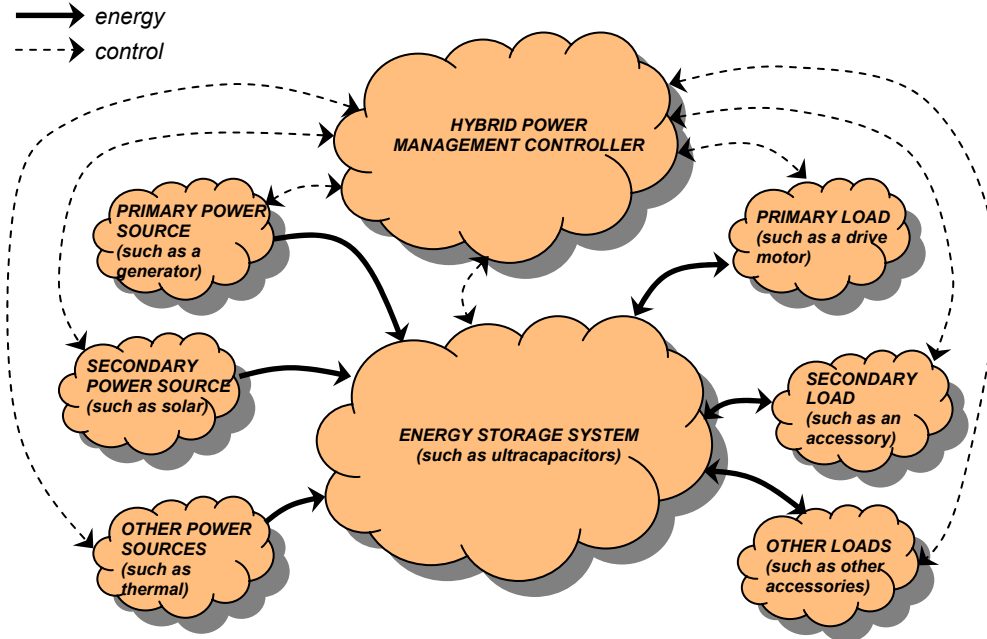 energy
control
HYBRID POWER
MANAGEMENT CONTROLLER
PRIMARY POWER
SOURCE
(such as a
generator)
PRIMARY LOAD
(such as a drive
motor)
SECONDARY
POWER SOURCE
(such as solar)
SECONDARY
LOAD
(such as an
accessory)
ENERGY STORAGE SYSTEM
(such as ultracapacitors)
OTHER POWER
SOURCES
(such as
thermal)
OTHER LOADS
(such as other
accessories)